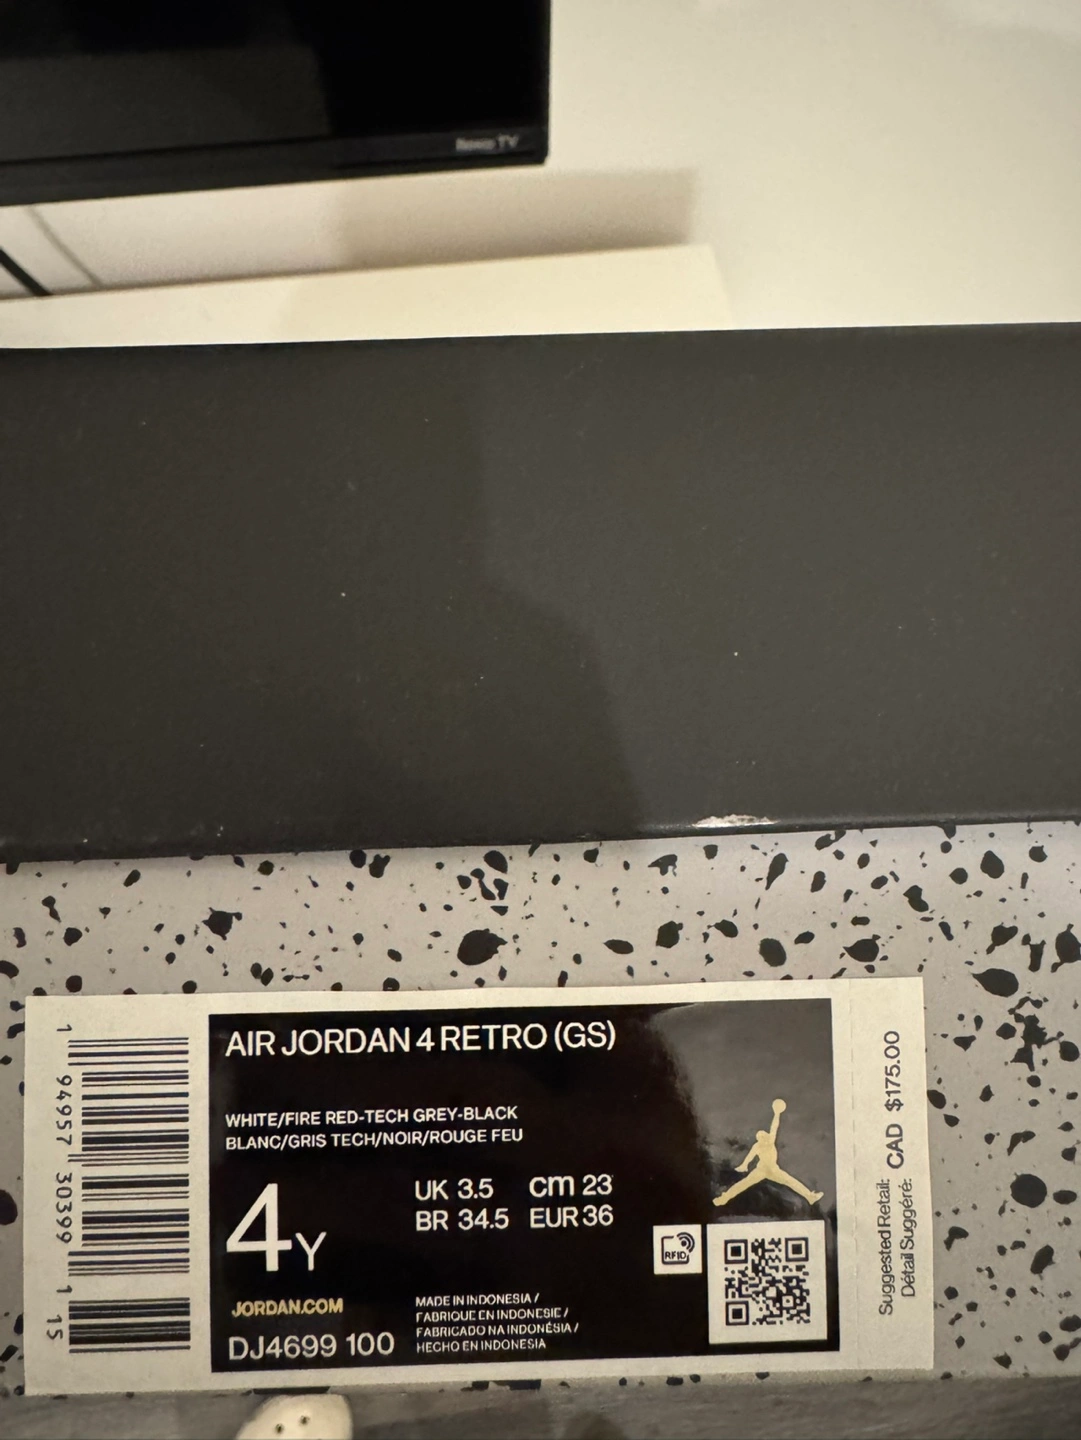 Roku TV
AIR JORDAN 4 RETRO (GS)
WHITE/FIRE RED-TECH GREY-BLACK
BLANC/GRIS TECH/NOIR/ROUGE FEU
4Y
UK 3.5 cm 23
BR 34.5 EUR 36
RFID
JORDAN.COM
DJ4699 100
MADE IN INDONESIA /
FABRIQUE EN INDONESIE /
FABRICADO NA INDONÉSIA /
HECHO EN INDONESIA
1 94957 30399 1 15
Suggested Retail: CAD $175.00
Détail Suggéré: